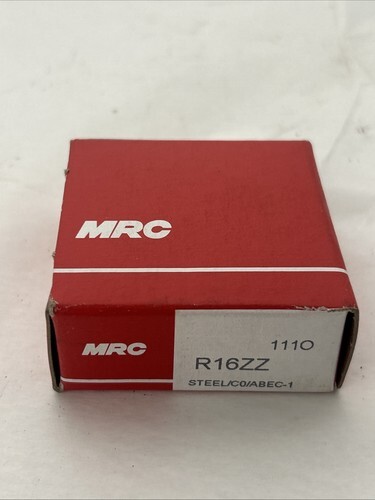 MRC
MRC
1110
R16ZZ
STEEL/C0/ABEC-1